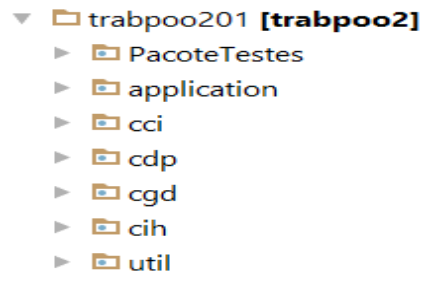 trabpoo201 [trabpoo2]
PacoteTestes
application
cci
cdp
cgd
cih
util